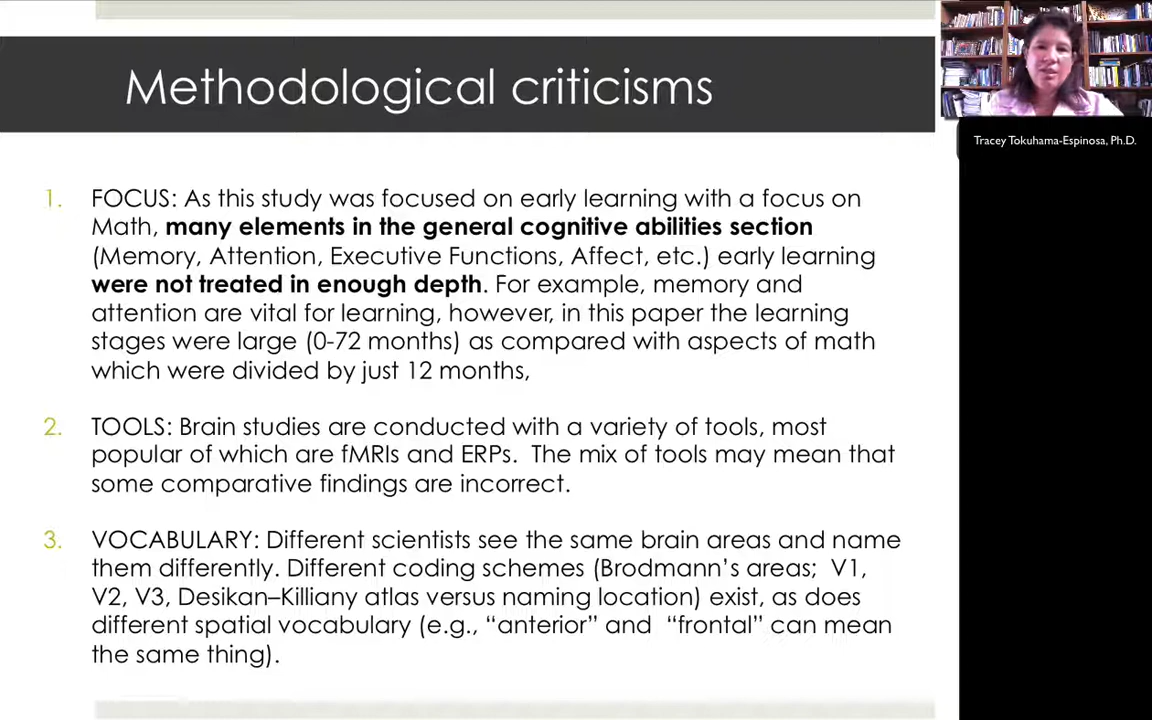 Methodological criticisms
Tracey Tokuhama-Espinosa, Ph.D.
1. FOCUS: As this study was focused on early learning with a focus on
Math, many elements in the general cognitive abilities section
(Memory, Attention, Executive Functions, Affect, etc.) early learning
were not treated in enough depth. For example, memory and
attention are vital for learning, however, in this paper the learning
stages were large (0-72 months) as compared with aspects of math
which were divided by just 12 months,
2. TOOLS: Brain studies are conducted with a variety of tools, most
popular of which are fMRIs and ERPs.  The mix of tools may mean that
some comparative findings are incorrect.
3. VOCABULARY: Different scientists see the same brain areas and name
them differently. Different coding schemes (Brodmann’s areas;  V1,
V2, V3, Desikan–Killiany atlas versus naming location) exist, as does
different spatial vocabulary (e.g., “anterior” and  “frontal” can mean
the same thing).